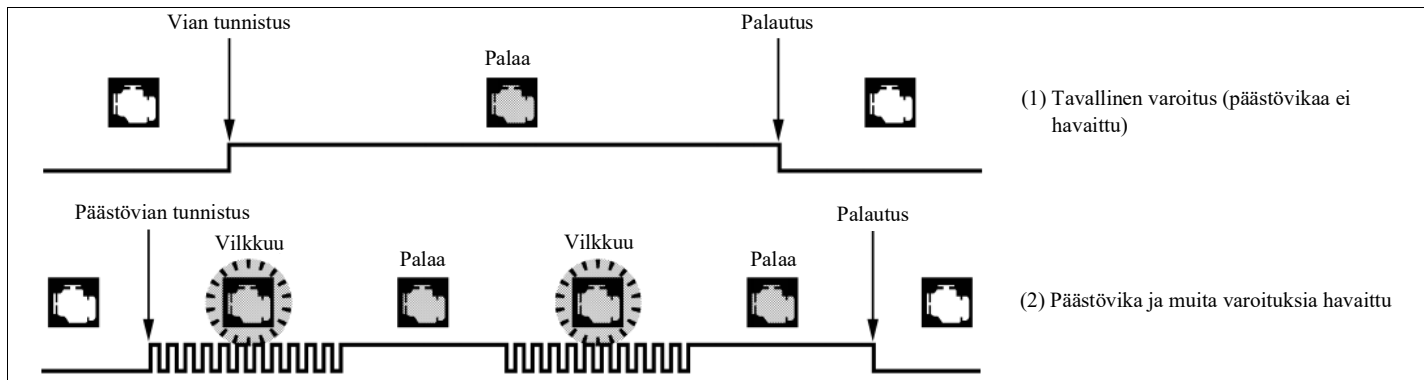 Vian tunnistus
Palautus
Palaa
(1) Tavallinen varoitus (päästövikaa ei
havaittu)
Päästövian tunnistus
Palautus
Vilkkuu
Palaa
Vilkkuu
Palaa
(2) Päästövika ja muita varoituksia havaittu